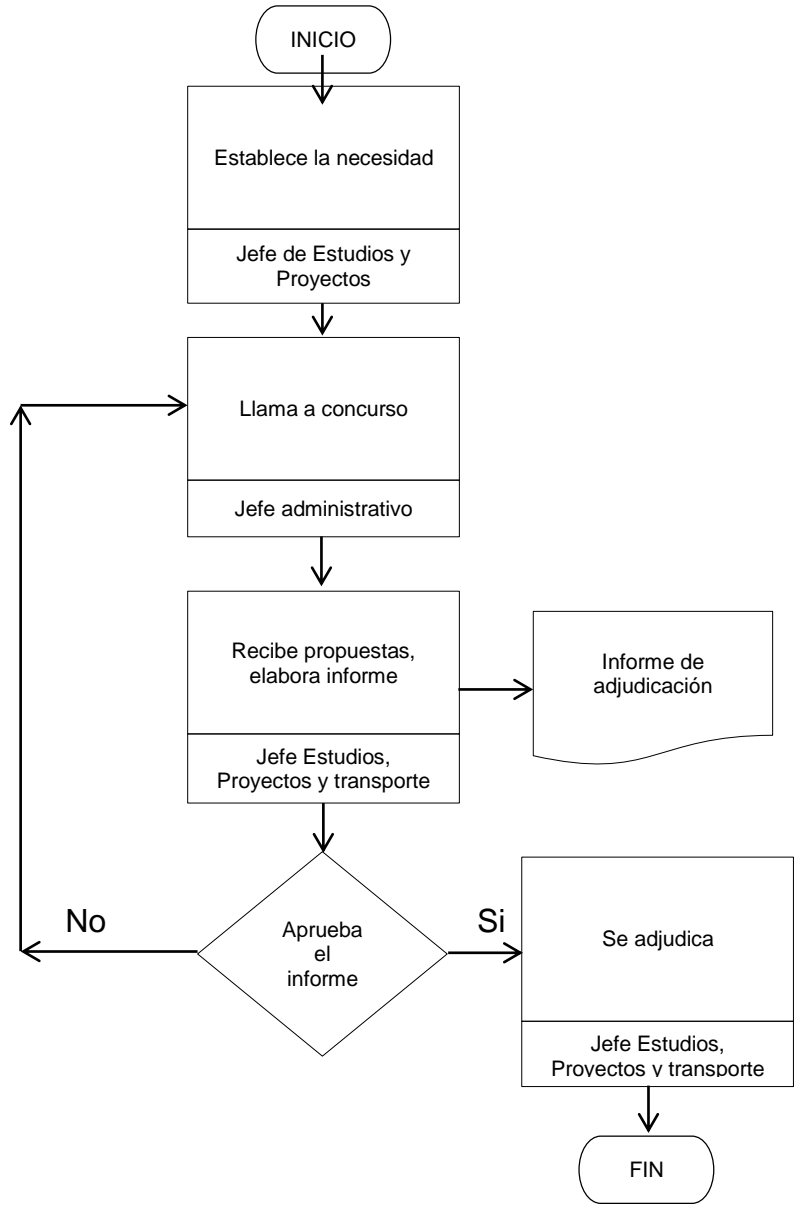 INICIO
Establece la necesidad
Jefe de Estudios y
Proyectos
Llama a concurso
Jefe administrativo
Recibe propuestas,
elabora informe
Informe de
adjudicación
Jefe Estudios,
Proyectos y transporte
No
Aprueba
el
informe
Si
Se adjudica
Jefe Estudios,
Proyectos y transporte
FIN